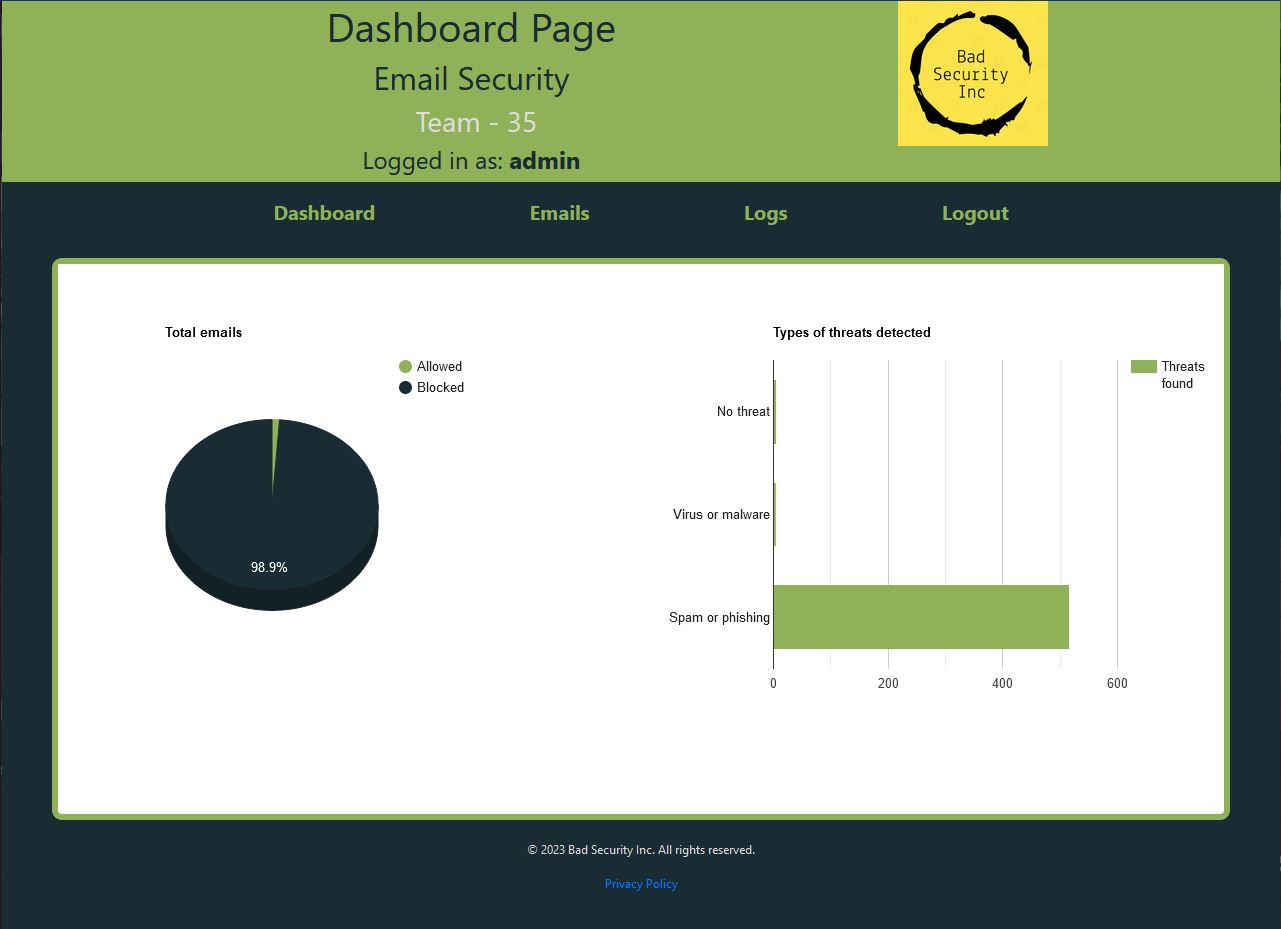 Dashboard Page
Email Security
Team - 35
Logged in as: admin
Bad
Security
Inc
Dashboard Emails Logs Logout
Total emails
Allowed
Blocked
98.9%
Types of threats detected
Threats
found
No threat
Virus or malware
Spam or phishing
0 200 400 600
© 2023 Bad Security Inc. All rights reserved.
Privacy Policy